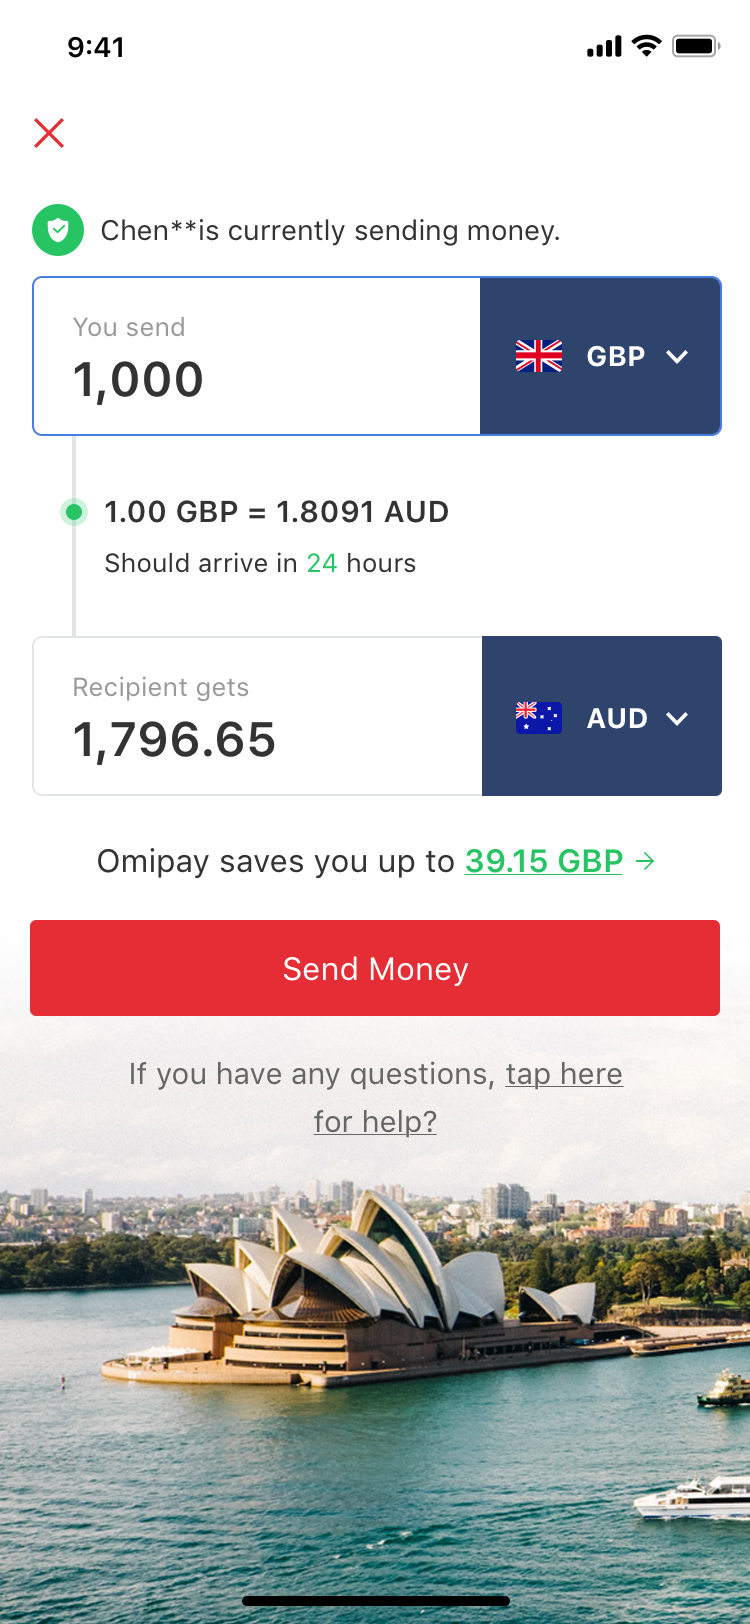 9:41
Chen**is currently sending money.
You send
1,000
GBP
1.00 GBP = 1.8091 AUD
Should arrive in 24 hours
Recipient gets
1,796.65
AUD
Omipay saves you up to 39.15 GBP →
Send Money
If you have any questions, tap here
for help?